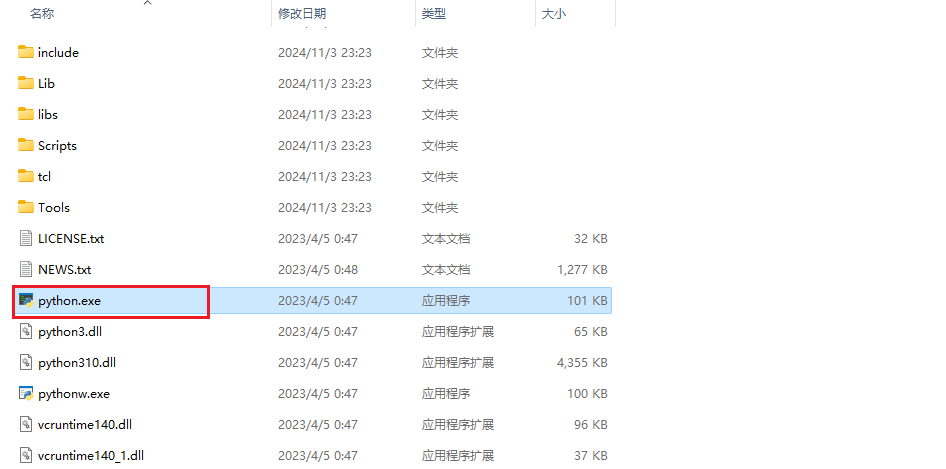 名称 修改日期 类型 大小
include 2024/11/3 23:23 文件夹
Lib 2024/11/3 23:23 文件夹
libs 2024/11/3 23:23 文件夹
Scripts 2024/11/3 23:23 文件夹
tcl 2024/11/3 23:23 文件夹
Tools 2024/11/3 23:23 文件夹
LICENSE.txt 2023/4/5 0:47 文本文档 32 KB
NEWS.txt 2023/4/5 0:48 文本文档 1,277 KB
python.exe 2023/4/5 0:47 应用程序 101 KB
python3.dll 2023/4/5 0:47 应用程序扩展 65 KB
python310.dll 2023/4/5 0:47 应用程序扩展 4,355 KB
pythonw.exe 2023/4/5 0:47 应用程序 100 KB
vcruntime140.dll 2023/4/5 0:47 应用程序扩展 96 KB
vcruntime140_1.dll 2023/4/5 0:47 应用程序扩展 37 KB